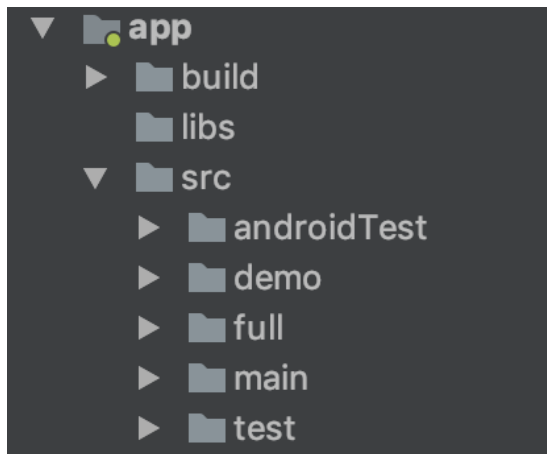 app
build
libs
src
androidTest
demo
full
main
test